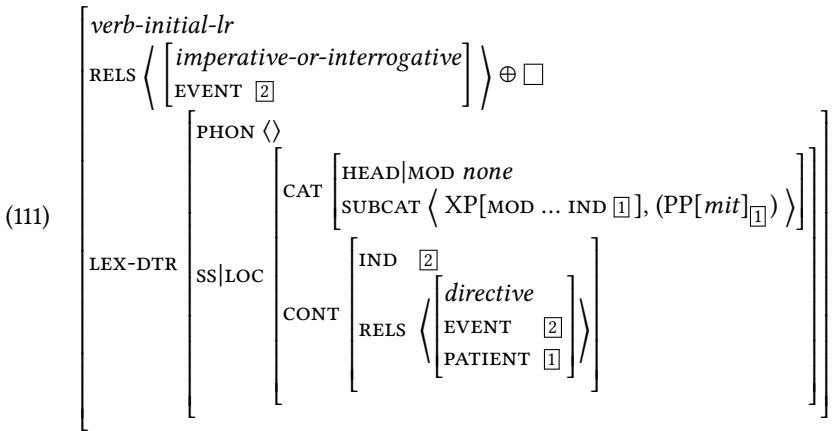 verb-initial-lr
RELS ⟨ [imperative-or-interrogative
EVENT 2] ⟩ ⊕ □
(111)
LEX-DTR
PHON ⟨⟩
SS|LOC
CAT
HEAD|MOD none
SUBCAT ⟨ XP[MOD ... IND 1], (PP[mit]1) ⟩
CONT
IND 2
RELS
directive
EVENT 2
PATIENT 1